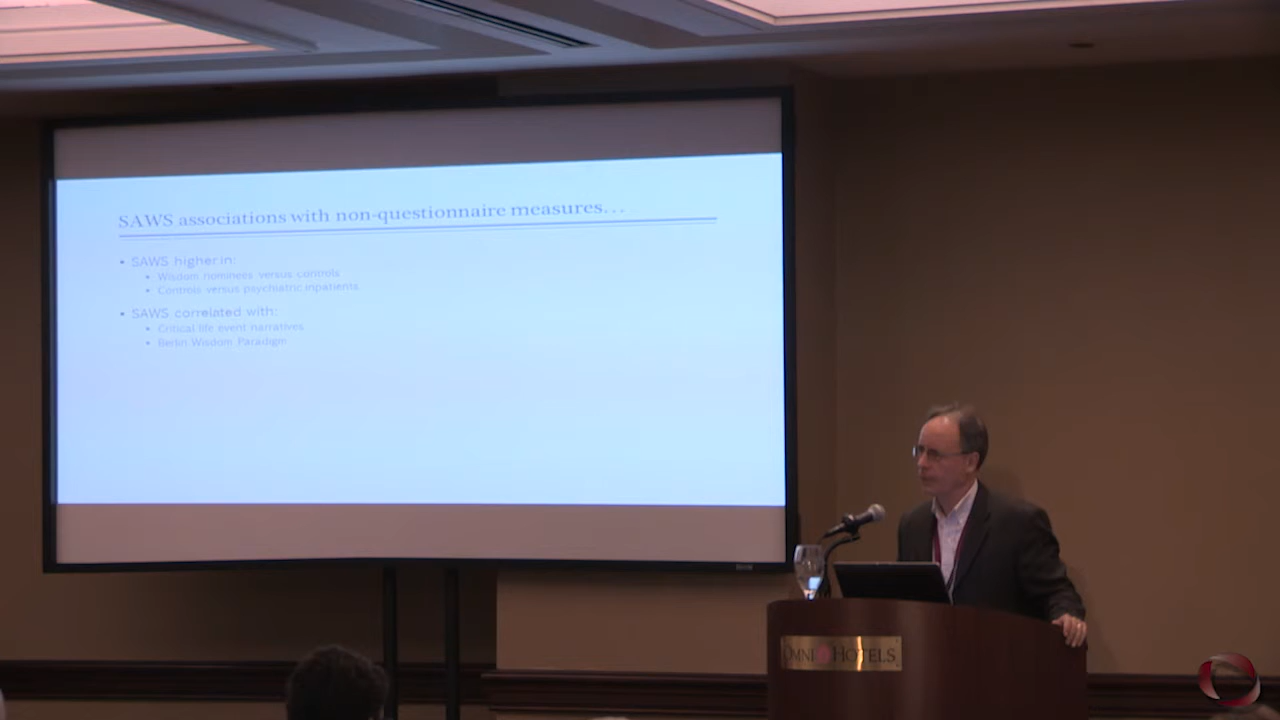 SAWS associations with non-questionnaire measures...
• SAWS higher in:
• Wisdom nominees versus controls
• Controls versus psychiatric inpatients
• SAWS correlated with:
• Critical life event narratives
• Berlin Wisdom Paradigm
OMNI HOTELS